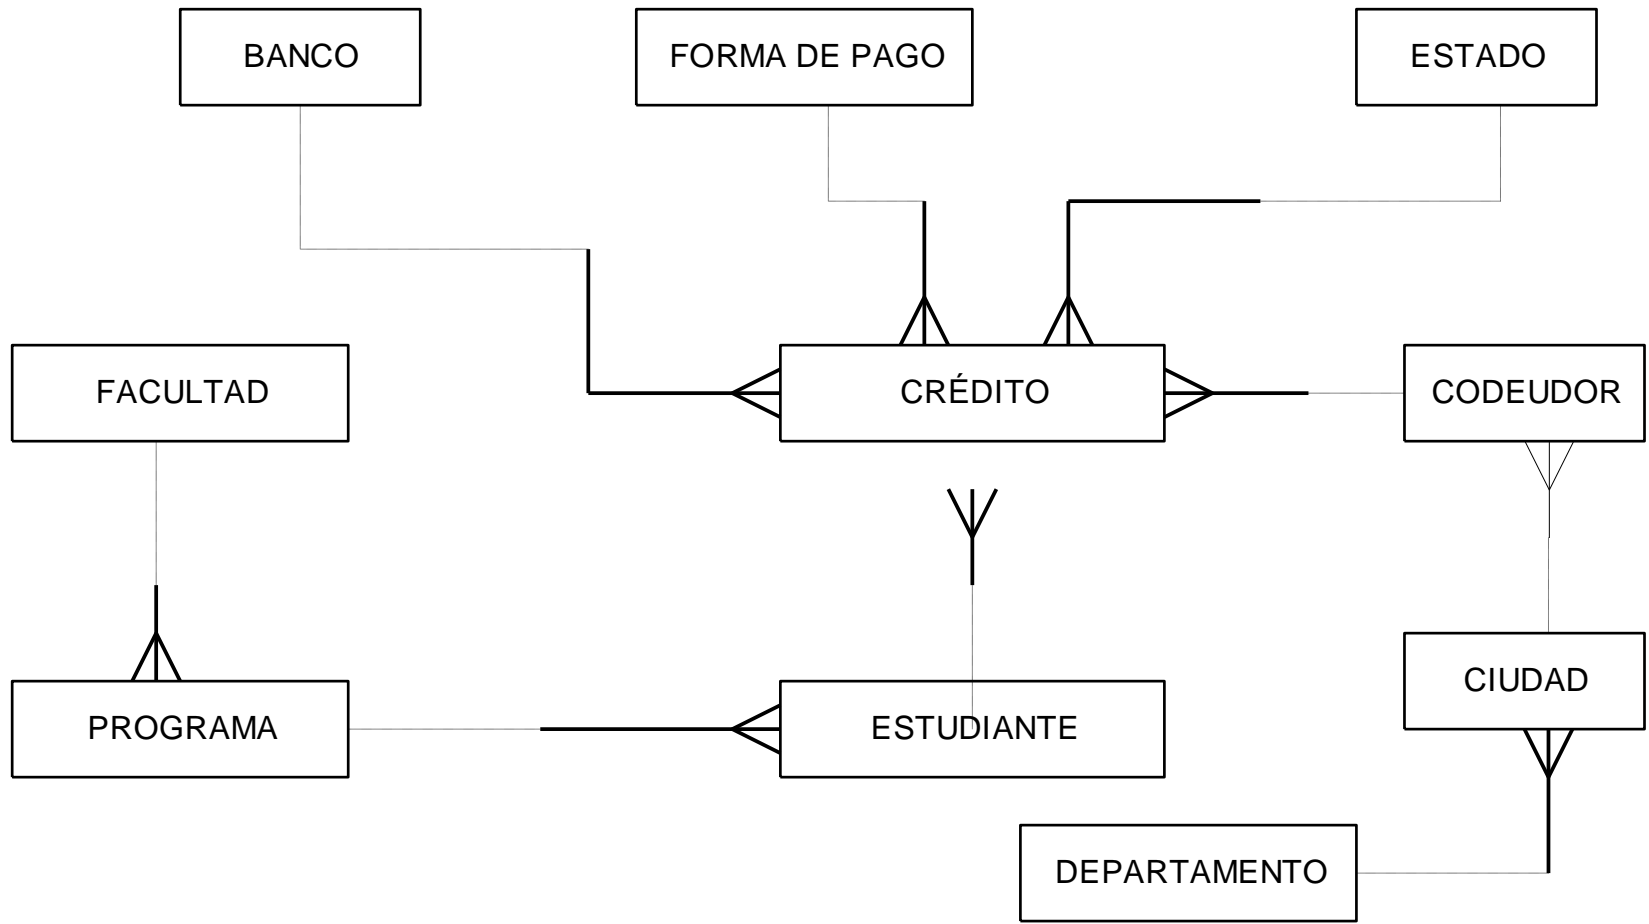 BANCO
FORMA DE PAGO
ESTADO
FACULTAD
CRÉDITO
CODEUDOR
PROGRAMA
ESTUDIANTE
CIUDAD
DEPARTAMENTO